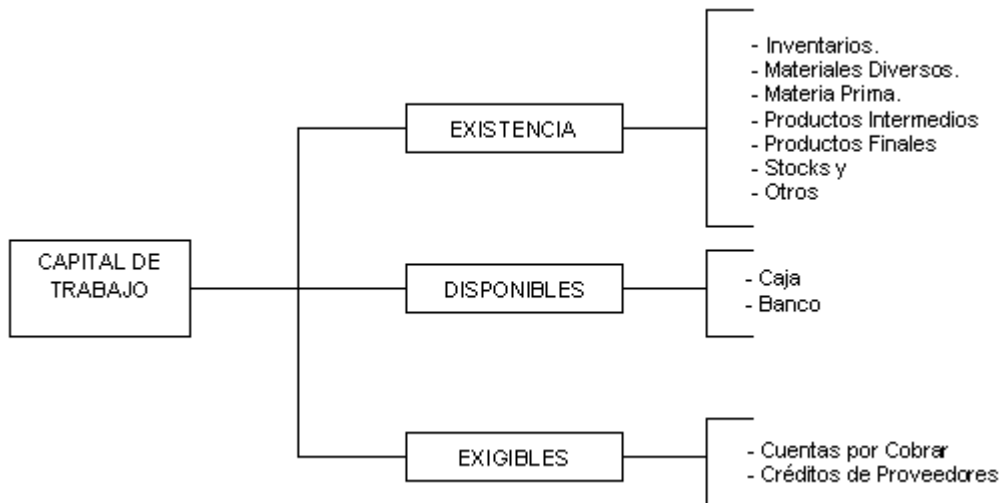 CAPITAL DE
TRABAJO
EXISTENCIA
- Inventarios.
- Materiales Diversos.
- Materia Prima.
- Productos Intermedios
- Productos Finales
- Stocks y
- Otros
DISPONIBLES
- Caja
- Banco
EXIGIBLES
- Cuentas por Cobrar
- Créditos de Proveedores